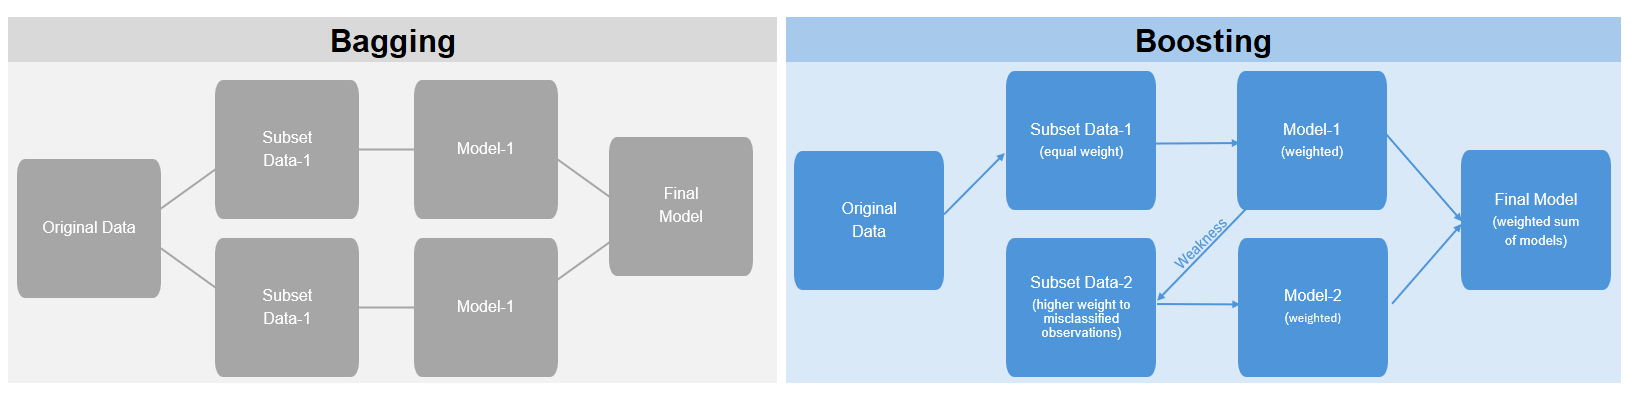 Bagging
Original Data
Subset
Data-1
Model-1
Subset
Data-1
Model-1
Final
Model
Boosting
Original
Data
Subset Data-1
(equal weight)
Model-1
(weighted)
Weakness
Subset Data-2
(higher weight to
misclassified
observations)
Model-2
(weighted)
Final Model
(weighted sum
of models)